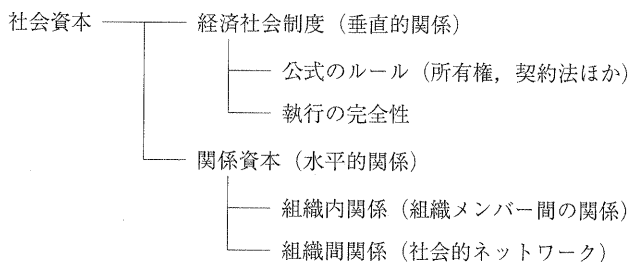 社会資本 経済社会制度（垂直的関係）
公式のルール（所有権，契約法ほか）
執行の完全性
関係資本（水平的関係）
組織内関係（組織メンバー間の関係）
組織間関係（社会的ネットワーク）